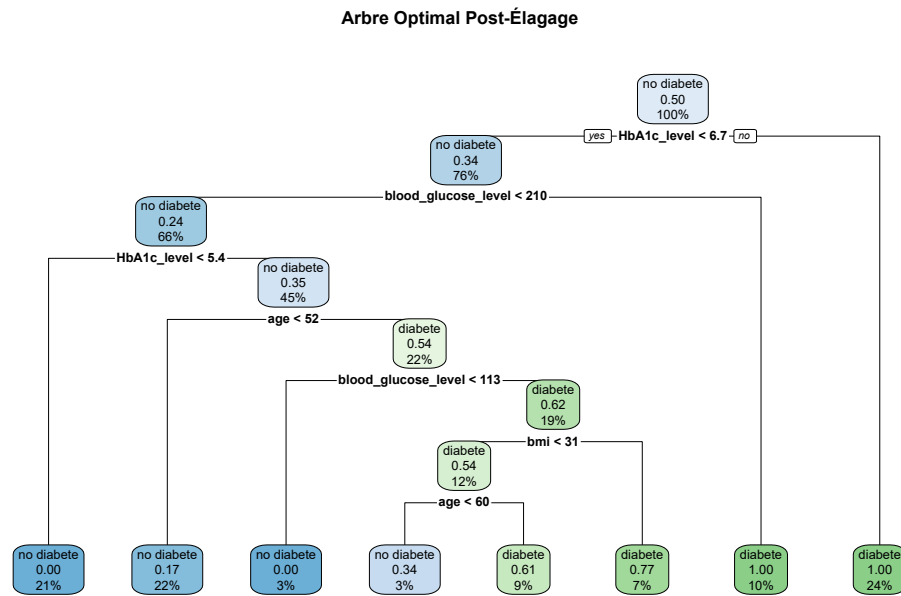 Arbre Optimal Post-Élagage
no diabete
0.50
100%
yes HbA1c_level < 6.7 no
no diabete
0.34
76%
blood_glucose_level < 210
no diabete
0.24
66%
HbA1c_level < 5.4
no diabete
0.35
45%
age < 52
diabete
0.54
22%
blood_glucose_level < 113
diabete
0.62
19%
bmi < 31
diabete
0.54
12%
age < 60
no diabete
0.00
21%
no diabete
0.17
22%
no diabete
0.00
3%
no diabete
0.34
3%
diabete
0.61
9%
diabete
0.77
7%
diabete
1.00
10%
diabete
1.00
24%